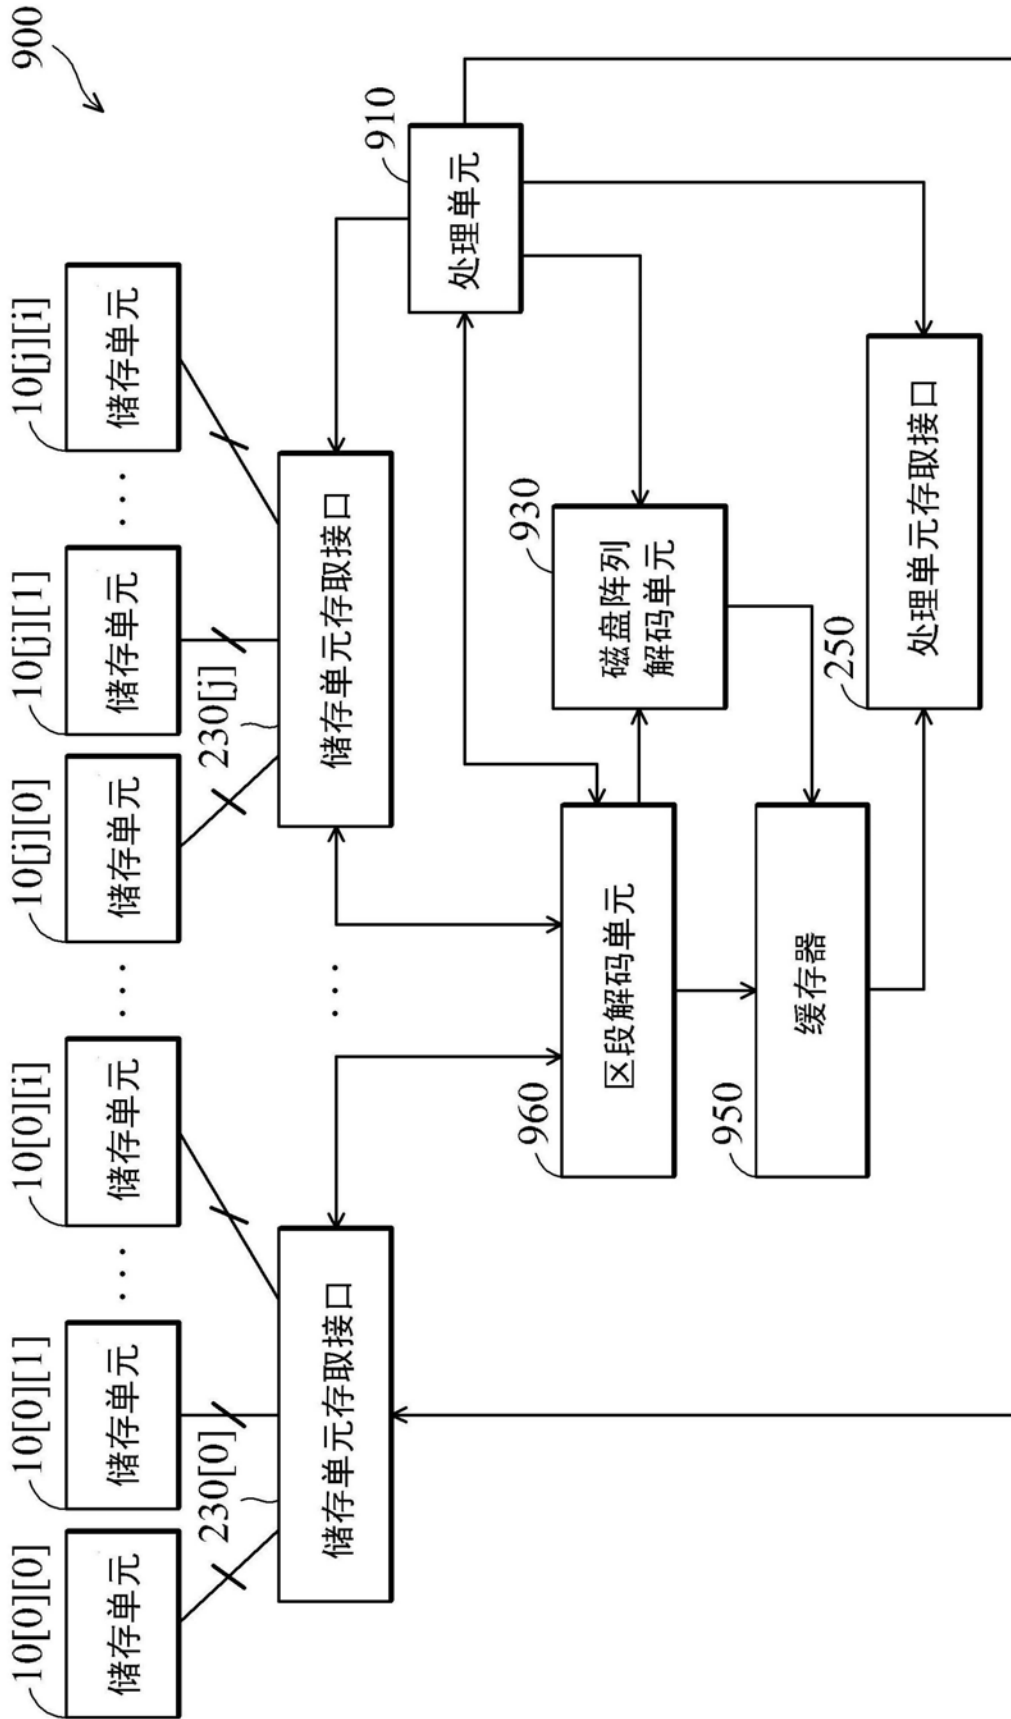 900
10[0][0]
10[0][1]
10[0][i]
10[j][0]
10[j][1]
10[j][i]
储存单元
储存单元
...
储存单元
...
储存单元
储存单元
...
储存单元
230[0]
230[j]
储存单元存取接口
...
储存单元存取接口
910
处理单元
960
930
区段解码单元
磁盘阵列
解码单元
950
250
缓存器
处理单元存取接口